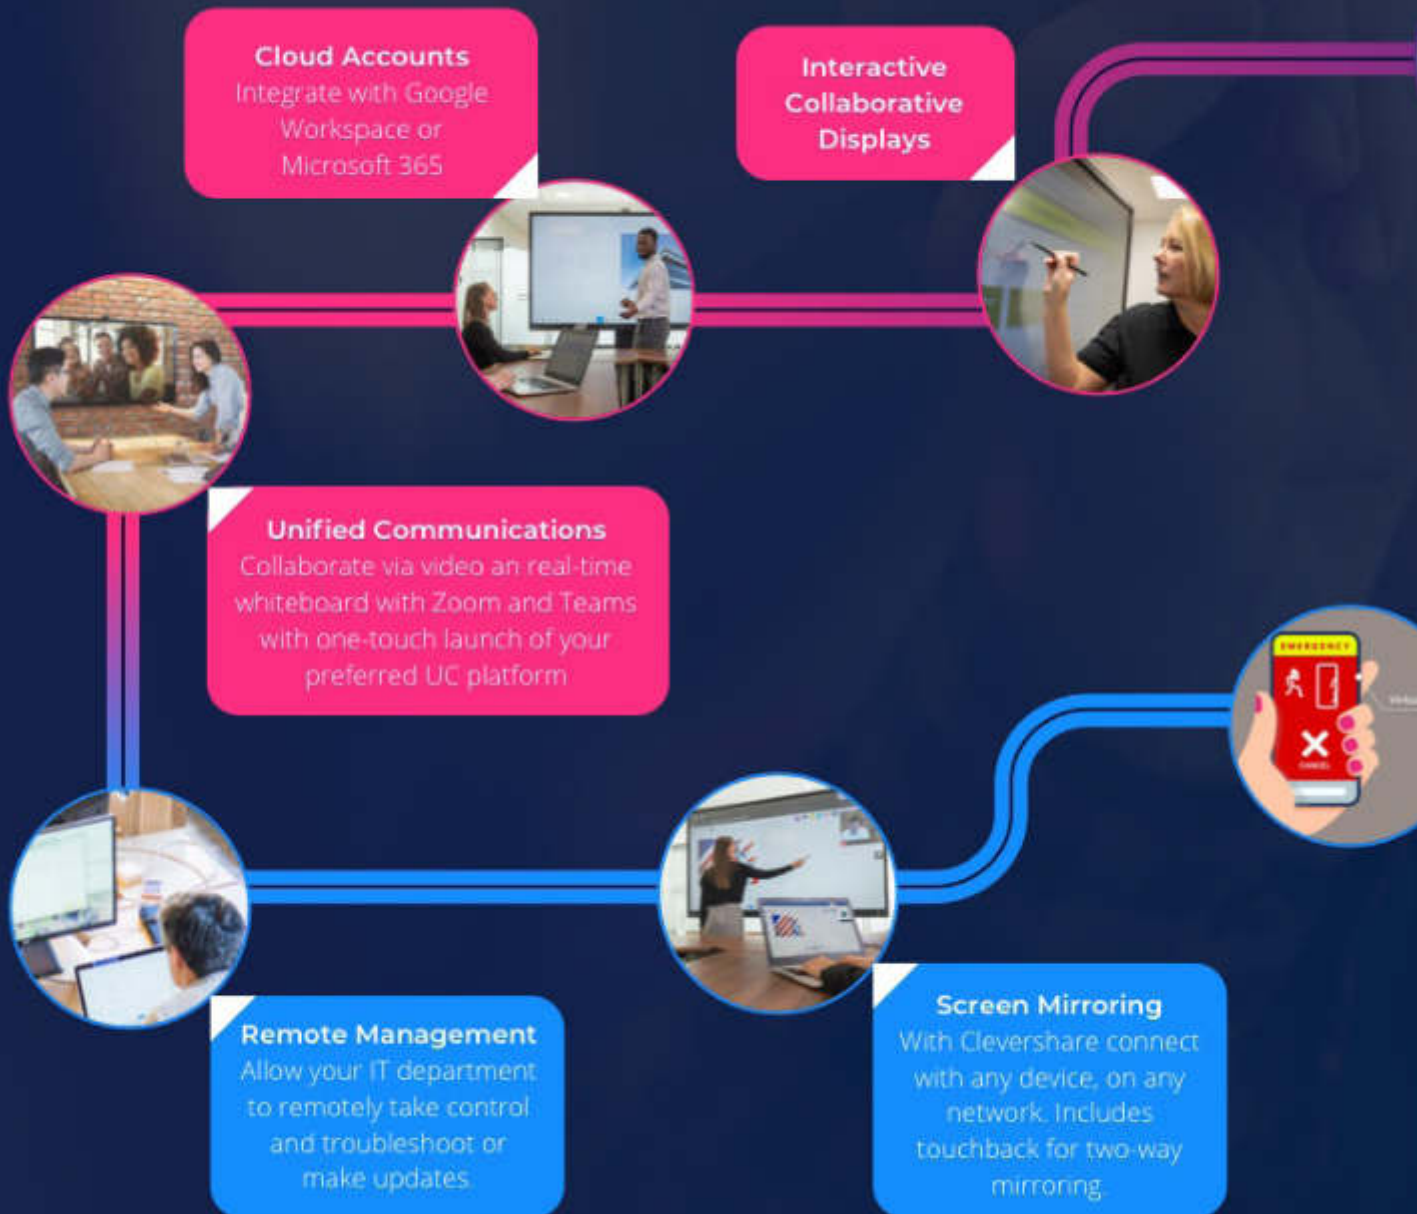 Cloud Accounts
Integrate with Google
Workspace or
Microsoft 365
Interactive
Collaborative
Displays
Unified Communications
Collaborate via video an real-time
whiteboard with Zoom and Teams
with one-touch launch of your
preferred UC platform
EMERGENCY
CANCEL
Remote Management
Allow your IT department
to remotely take control
and troubleshoot or
make updates.
Screen Mirroring
With Clevershare connect
with any device, on any
network. Includes
touchback for two-way
mirroring.